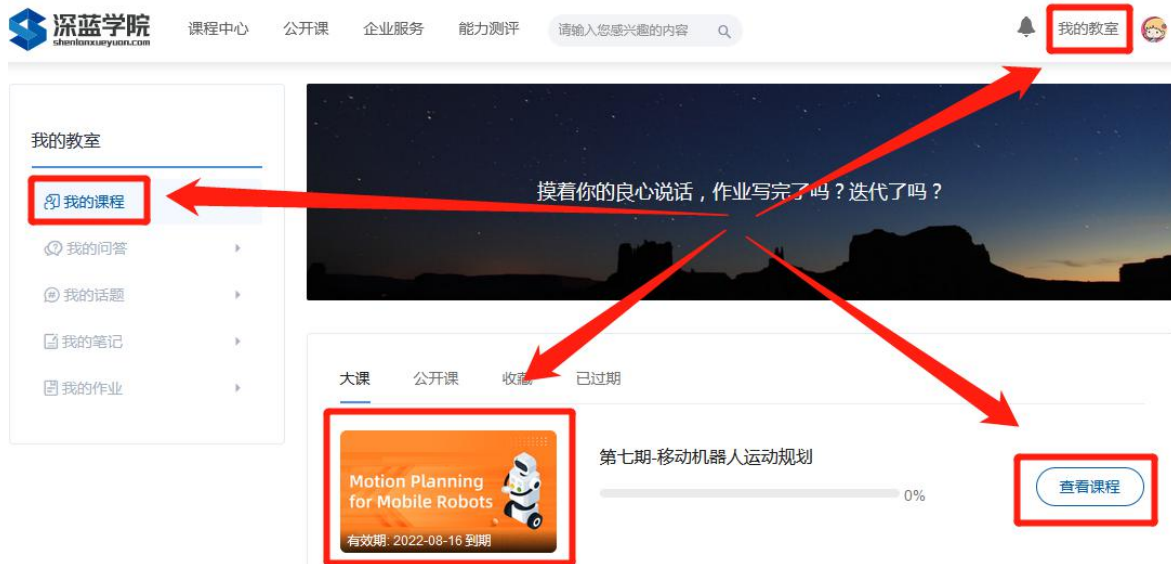 深蓝学院
shenlanxueyuan.com
课程中心
公开课
企业服务
能力测评
请输入您感兴趣的内容
我的教室
我的教室
我的课程
我的问答
我的话题
我的笔记
我的作业
摸着你的良心说话，作业写完了吗？迭代了吗？
大课
公开课
收藏
已过期
Motion Planning
for Mobile Robots
有效期: 2022-08-16 到期
第七期-移动机器人运动规划
0%
查看课程